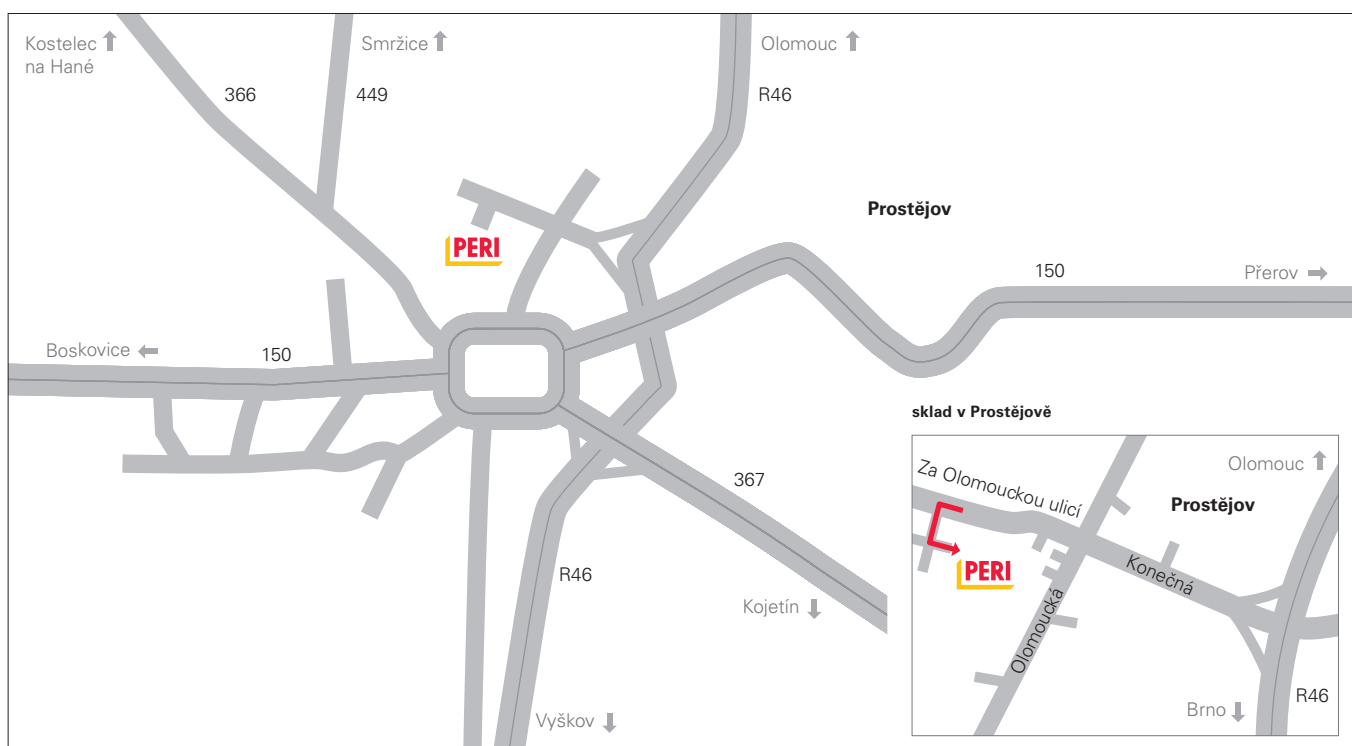 Kostelec
na Hané
Smržice
Olomouc
366
449
R46
Prostějov
PERI
150
Přerov
Boskovice
150
sklad v Prostějově
367
R46
Kojetín
Vyškov
Za Olomouckou ulicí
Olomouc
Prostějov
PERI
Konečná
Olomoucká
R46
Brno